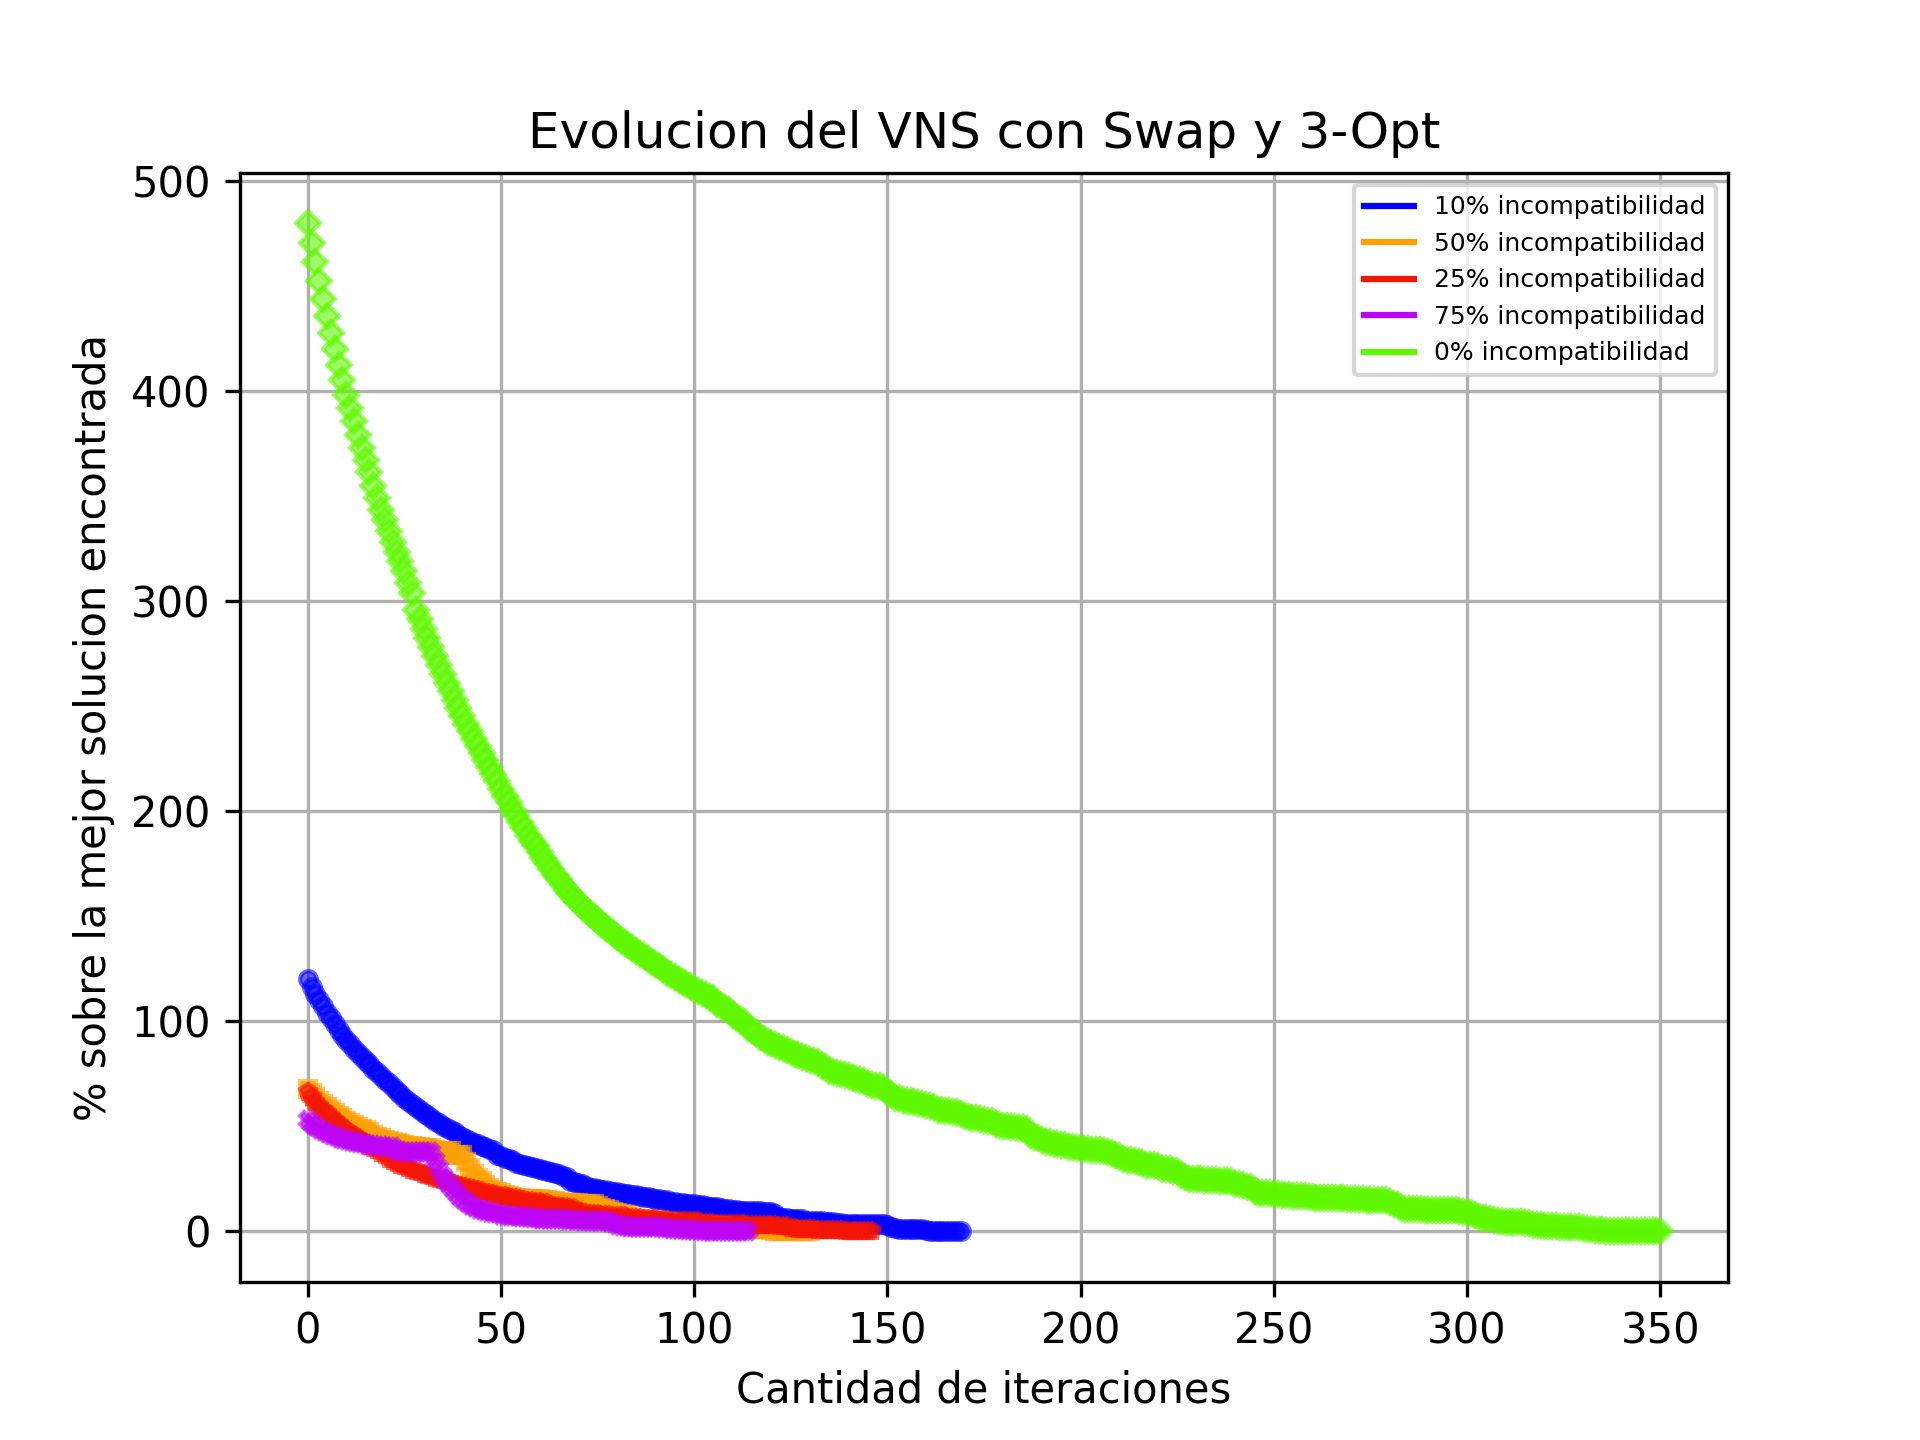 Evolucion del VNS con Swap y 3-Opt
500
400
300
200
100
0
% sobre la mejor solucion encontrada
10% incompatibilidad
50% incompatibilidad
25% incompatibilidad
75% incompatibilidad
0% incompatibilidad
0 50 100 150 200 250 300 350
Cantidad de iteraciones